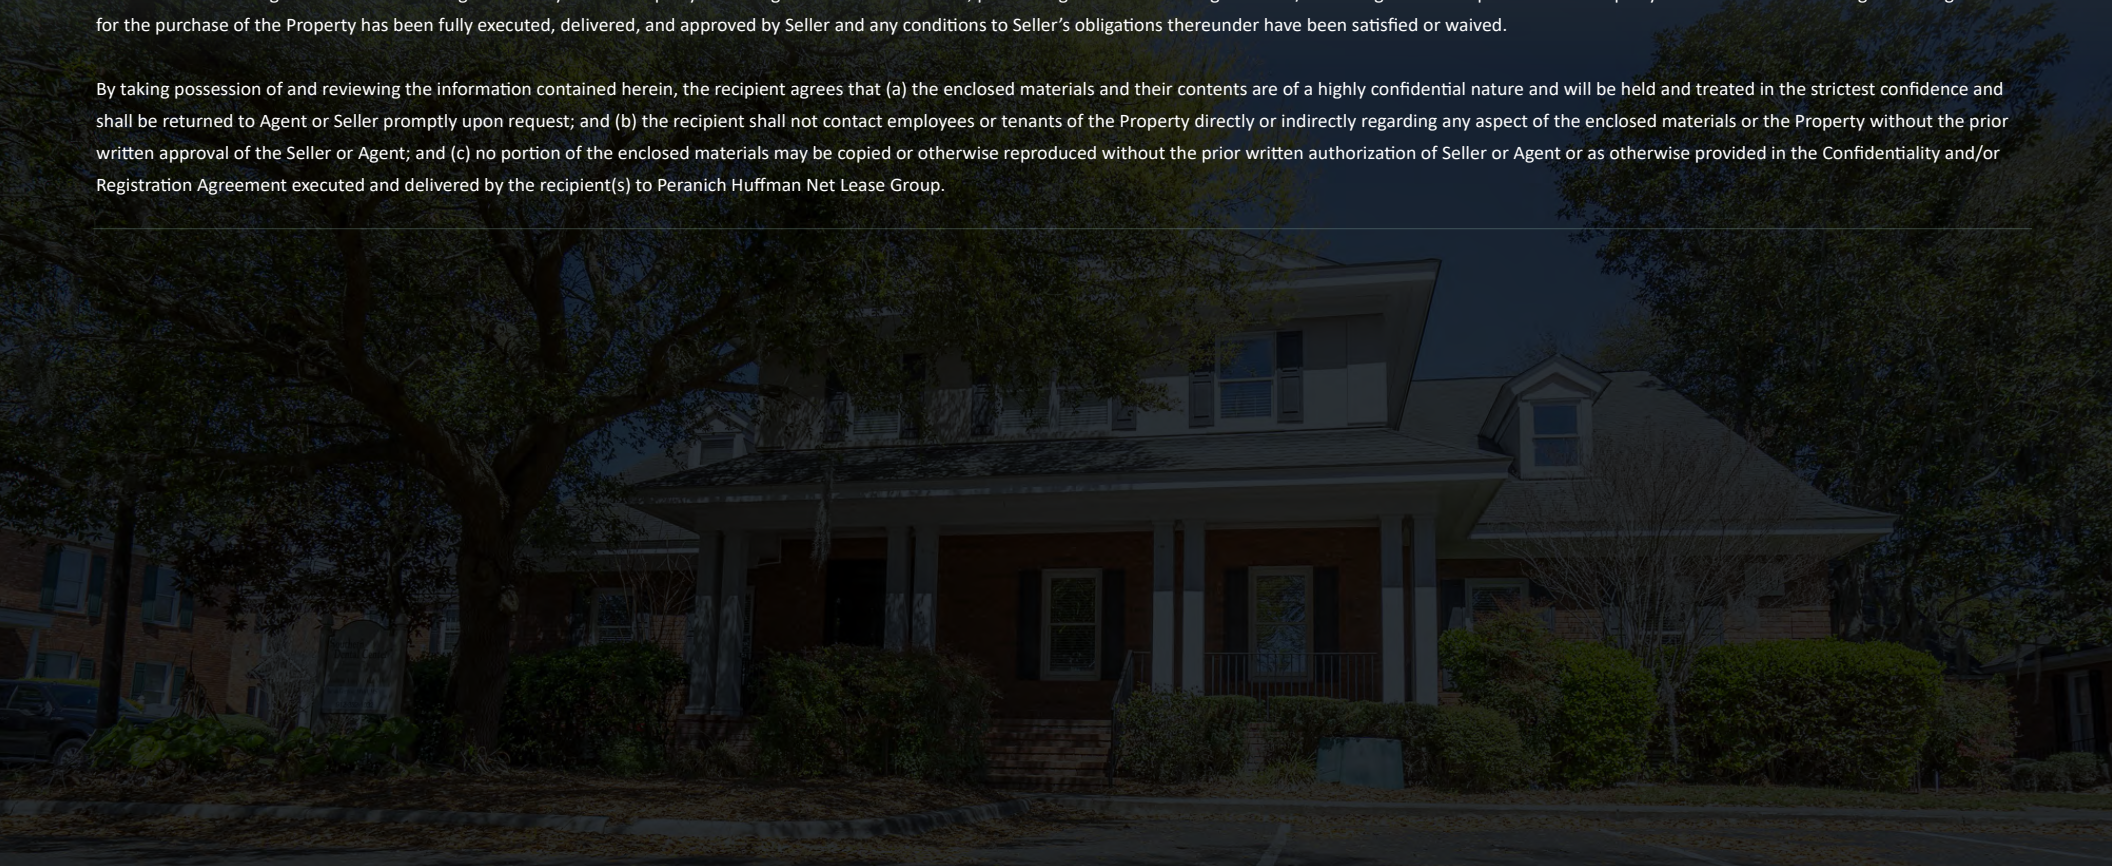 for the purchase of the Property has been fully executed, delivered, and approved by Seller and any conditions to Seller’s obligations thereunder have been satisfied or waived.
By taking possession of and reviewing the information contained herein, the recipient agrees that (a) the enclosed materials and their contents are of a highly confidential nature and will be held and treated in the strictest confidence and
shall be returned to Agent or Seller promptly upon request; and (b) the recipient shall not contact employees or tenants of the Property directly or indirectly regarding any aspect of the enclosed materials or the Property without the prior
written approval of the Seller or Agent; and (c) no portion of the enclosed materials may be copied or otherwise reproduced without the prior written authorization of Seller or Agent or as otherwise provided in the Confidentiality and/or
Registration Agreement executed and delivered by the recipient(s) to Peranich Huffman Net Lease Group.